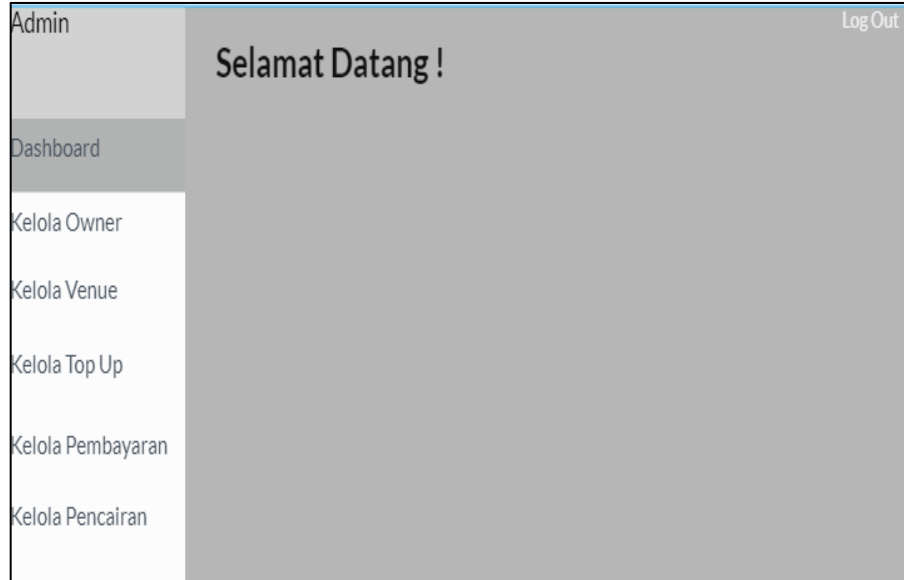 Admin
Log Out
Selamat Datang !
Dashboard
Kelola Owner
Kelola Venue
Kelola Top Up
Kelola Pembayaran
Kelola Pencairan